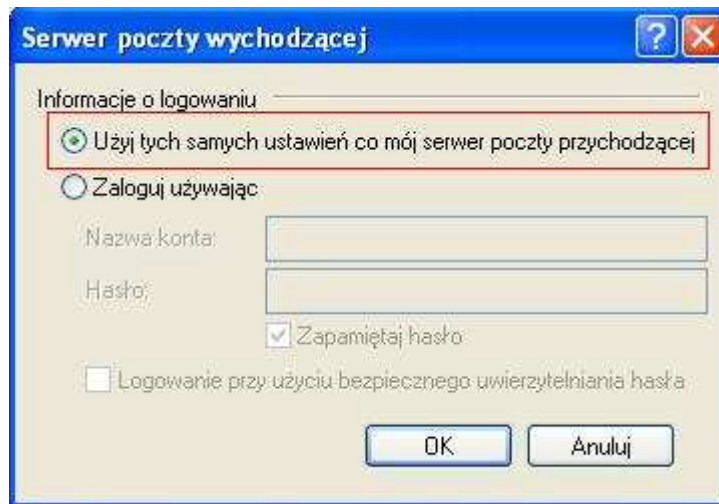 Serwer poczty wychodzącej
Informacje o logowaniu
Użyj tych samych ustawień co mój serwer poczty przychodzącej
Zaloguj używając
Nazwa konta:
Hasło:
Zapamiętaj hasło
Logowanie przy użyciu bezpiecznego uwierzytelniania hasła
OK Anuluj